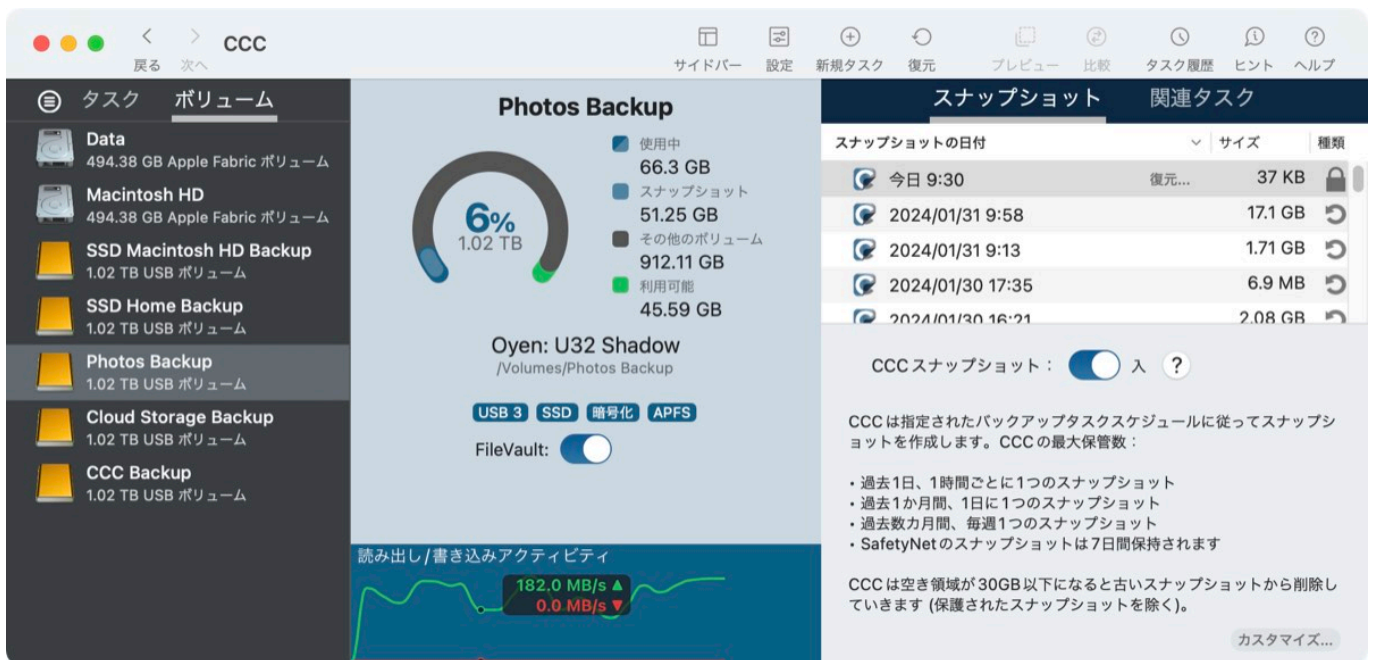 戻る
次へ
CCC
サイドバー
設定
新規タスク
復元
プレビュー
比較
タスク履歴
ヒント
ヘルプ
タスク
ボリューム
Data
494.38 GB Apple Fabric ボリューム
Macintosh HD
494.38 GB Apple Fabric ボリューム
SSD Macintosh HD Backup
1.02 TB USB ボリューム
SSD Home Backup
1.02 TB USB ボリューム
Photos Backup
1.02 TB USB ボリューム
Cloud Storage Backup
1.02 TB USB ボリューム
CCC Backup
1.02 TB USB ボリューム
Photos Backup
6%
1.02 TB
使用中
66.3 GB
スナップショット
51.25 GB
その他のボリューム
912.11 GB
利用可能
45.59 GB
Oyen: U32 Shadow
/Volumes/Photos Backup
USB 3 SSD 暗号化 APFS
FileVault:
読み出し/書き込みアクティビティ
182.0 MB/s ▲
0.0 MB/s ▼
スナップショット 関連タスク
スナップショットの日付 サイズ 種類
今日 9:30 復元... 37 KB
2024/01/31 9:58 17.1 GB
2024/01/31 9:13 1.71 GB
2024/01/30 17:35 6.9 MB
2024/01/30 16:21 2.08 GB
CCC スナップショット： 入 ?
CCC は指定されたバックアップタスクスケジュールに従ってスナップシ
ョットを作成します。CCC の最大保管数：
・過去1日、1時間ごとに1つのスナップショット
・過去1か月間、1日に1つのスナップショット
・過去数カ月間、毎週1つのスナップショット
・SafetyNet のスナップショットは7日間保持されます
CCC は空き領域が 30GB 以下になると古いスナップショットから削除し
ていきます (保護されたスナップショットを除く)。
カスタマイズ...